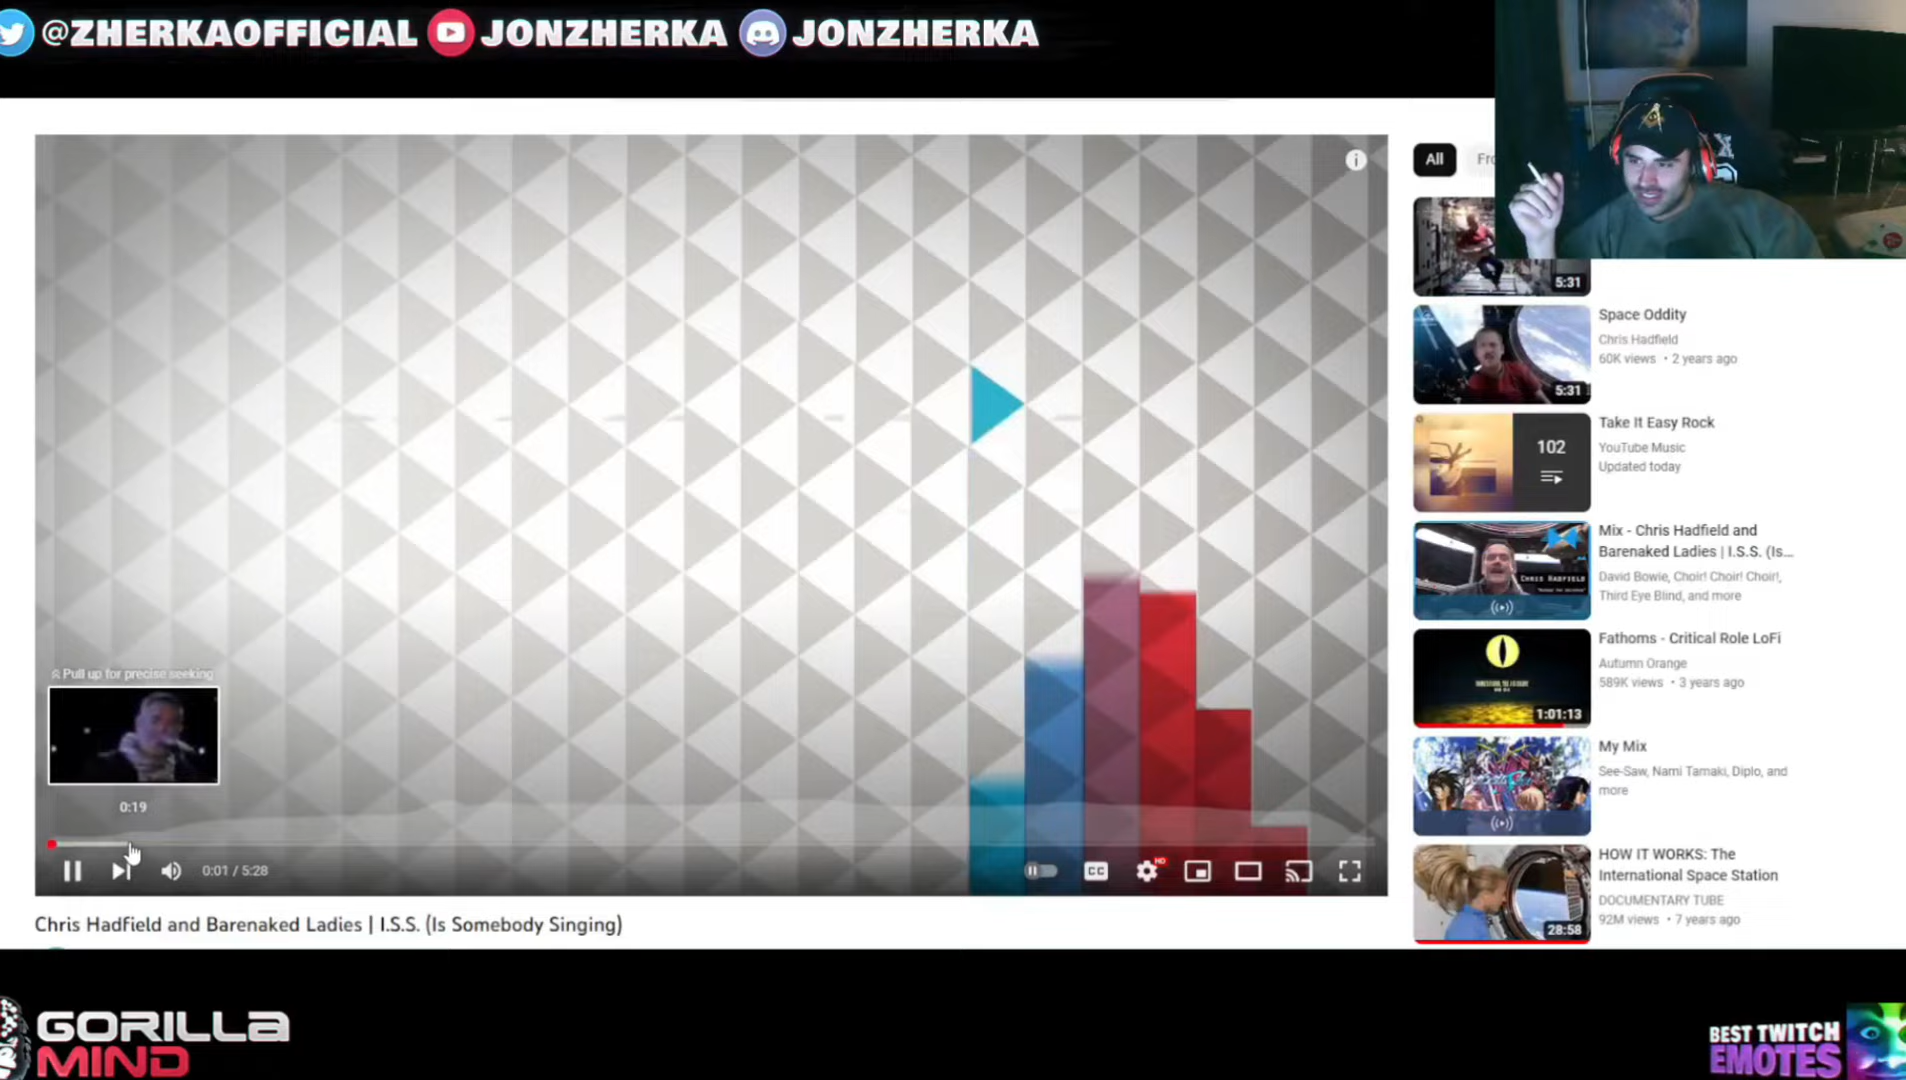 @ZHERKAOFFICIAL JONZHERKA JONZHERKA
All
5:31
Space Oddity
Chris Hadfield
60K views • 2 years ago
5:31
Take It Easy Rock
YouTube Music
Updated today
102
Mix - Chris Hadfield and
Barenaked Ladies | I.S.S. (Is...
David Bowie, Choir! Choir! Choir!,
Third Eye Blind, and more
CHRIS HADFIELD
Fathoms - Critical Role LoFi
Autumn Orange
589K views • 3 years ago
1:01:13
My Mix
See-Saw, Nami Tamaki, Diplo, and
more
HOW IT WORKS: The
International Space Station
DOCUMENTARY TUBE
92M views • 7 years ago
28:58
Pull up for precise seeking
0:19
0:01 / 5:28
CC
HD
Chris Hadfield and Barenaked Ladies | I.S.S. (Is Somebody Singing)
GORILLA
MIND
BEST TWITCH
EMOTES